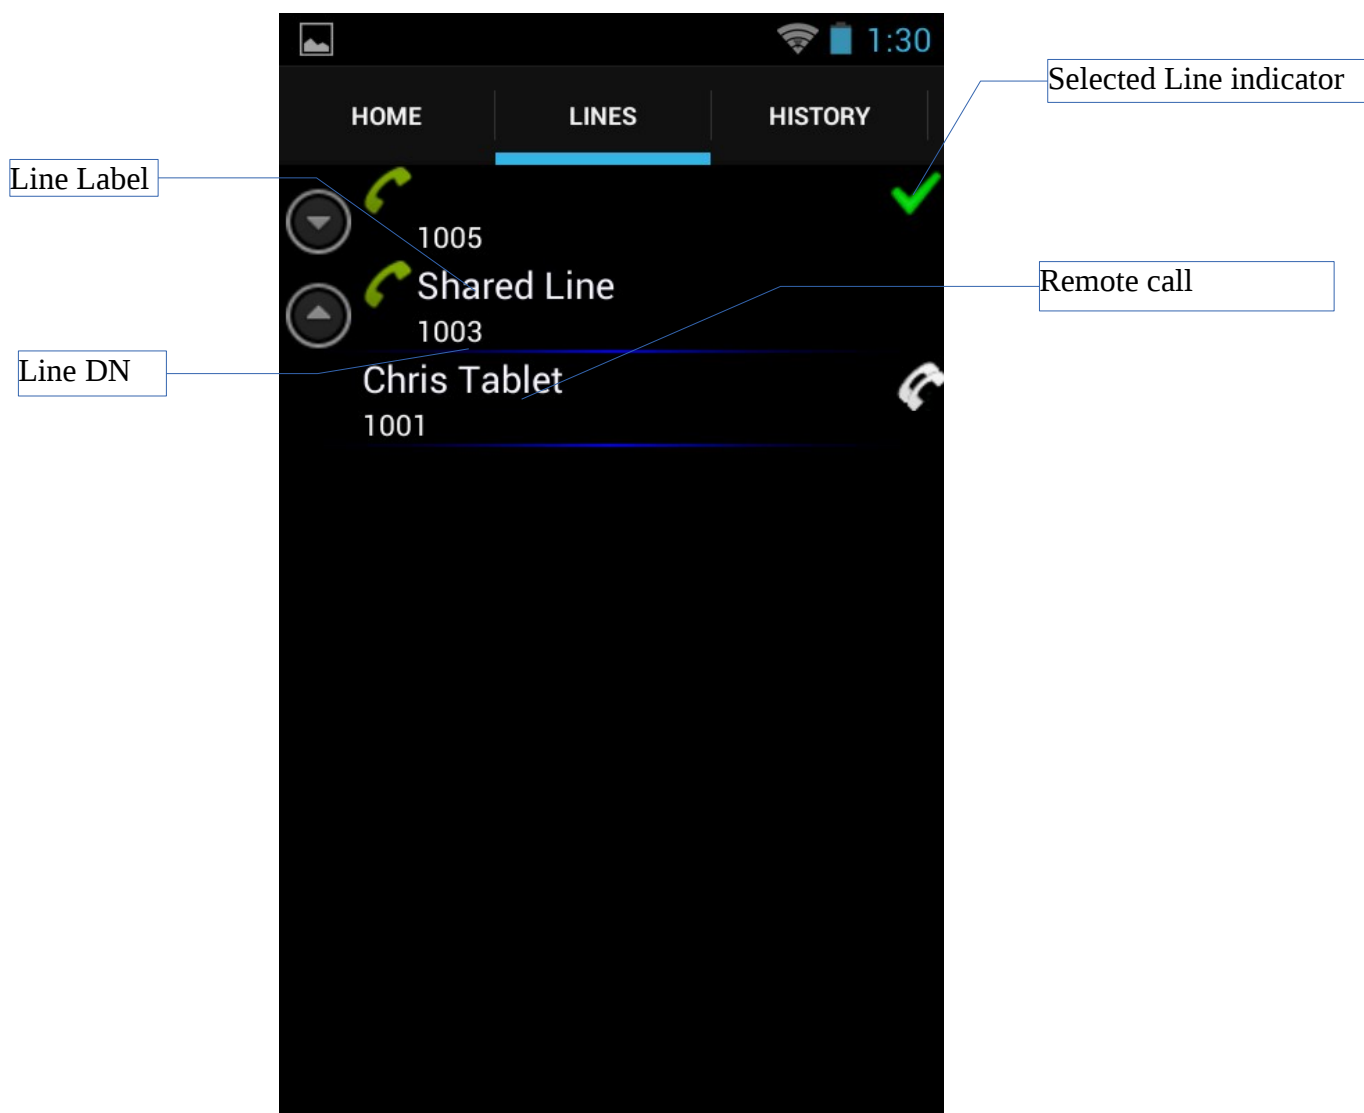 1:30
Selected Line indicator
HOME LINES HISTORY
Line Label
1005
Shared Line
Remote call
1003
Line DN
Chris Tablet
1001